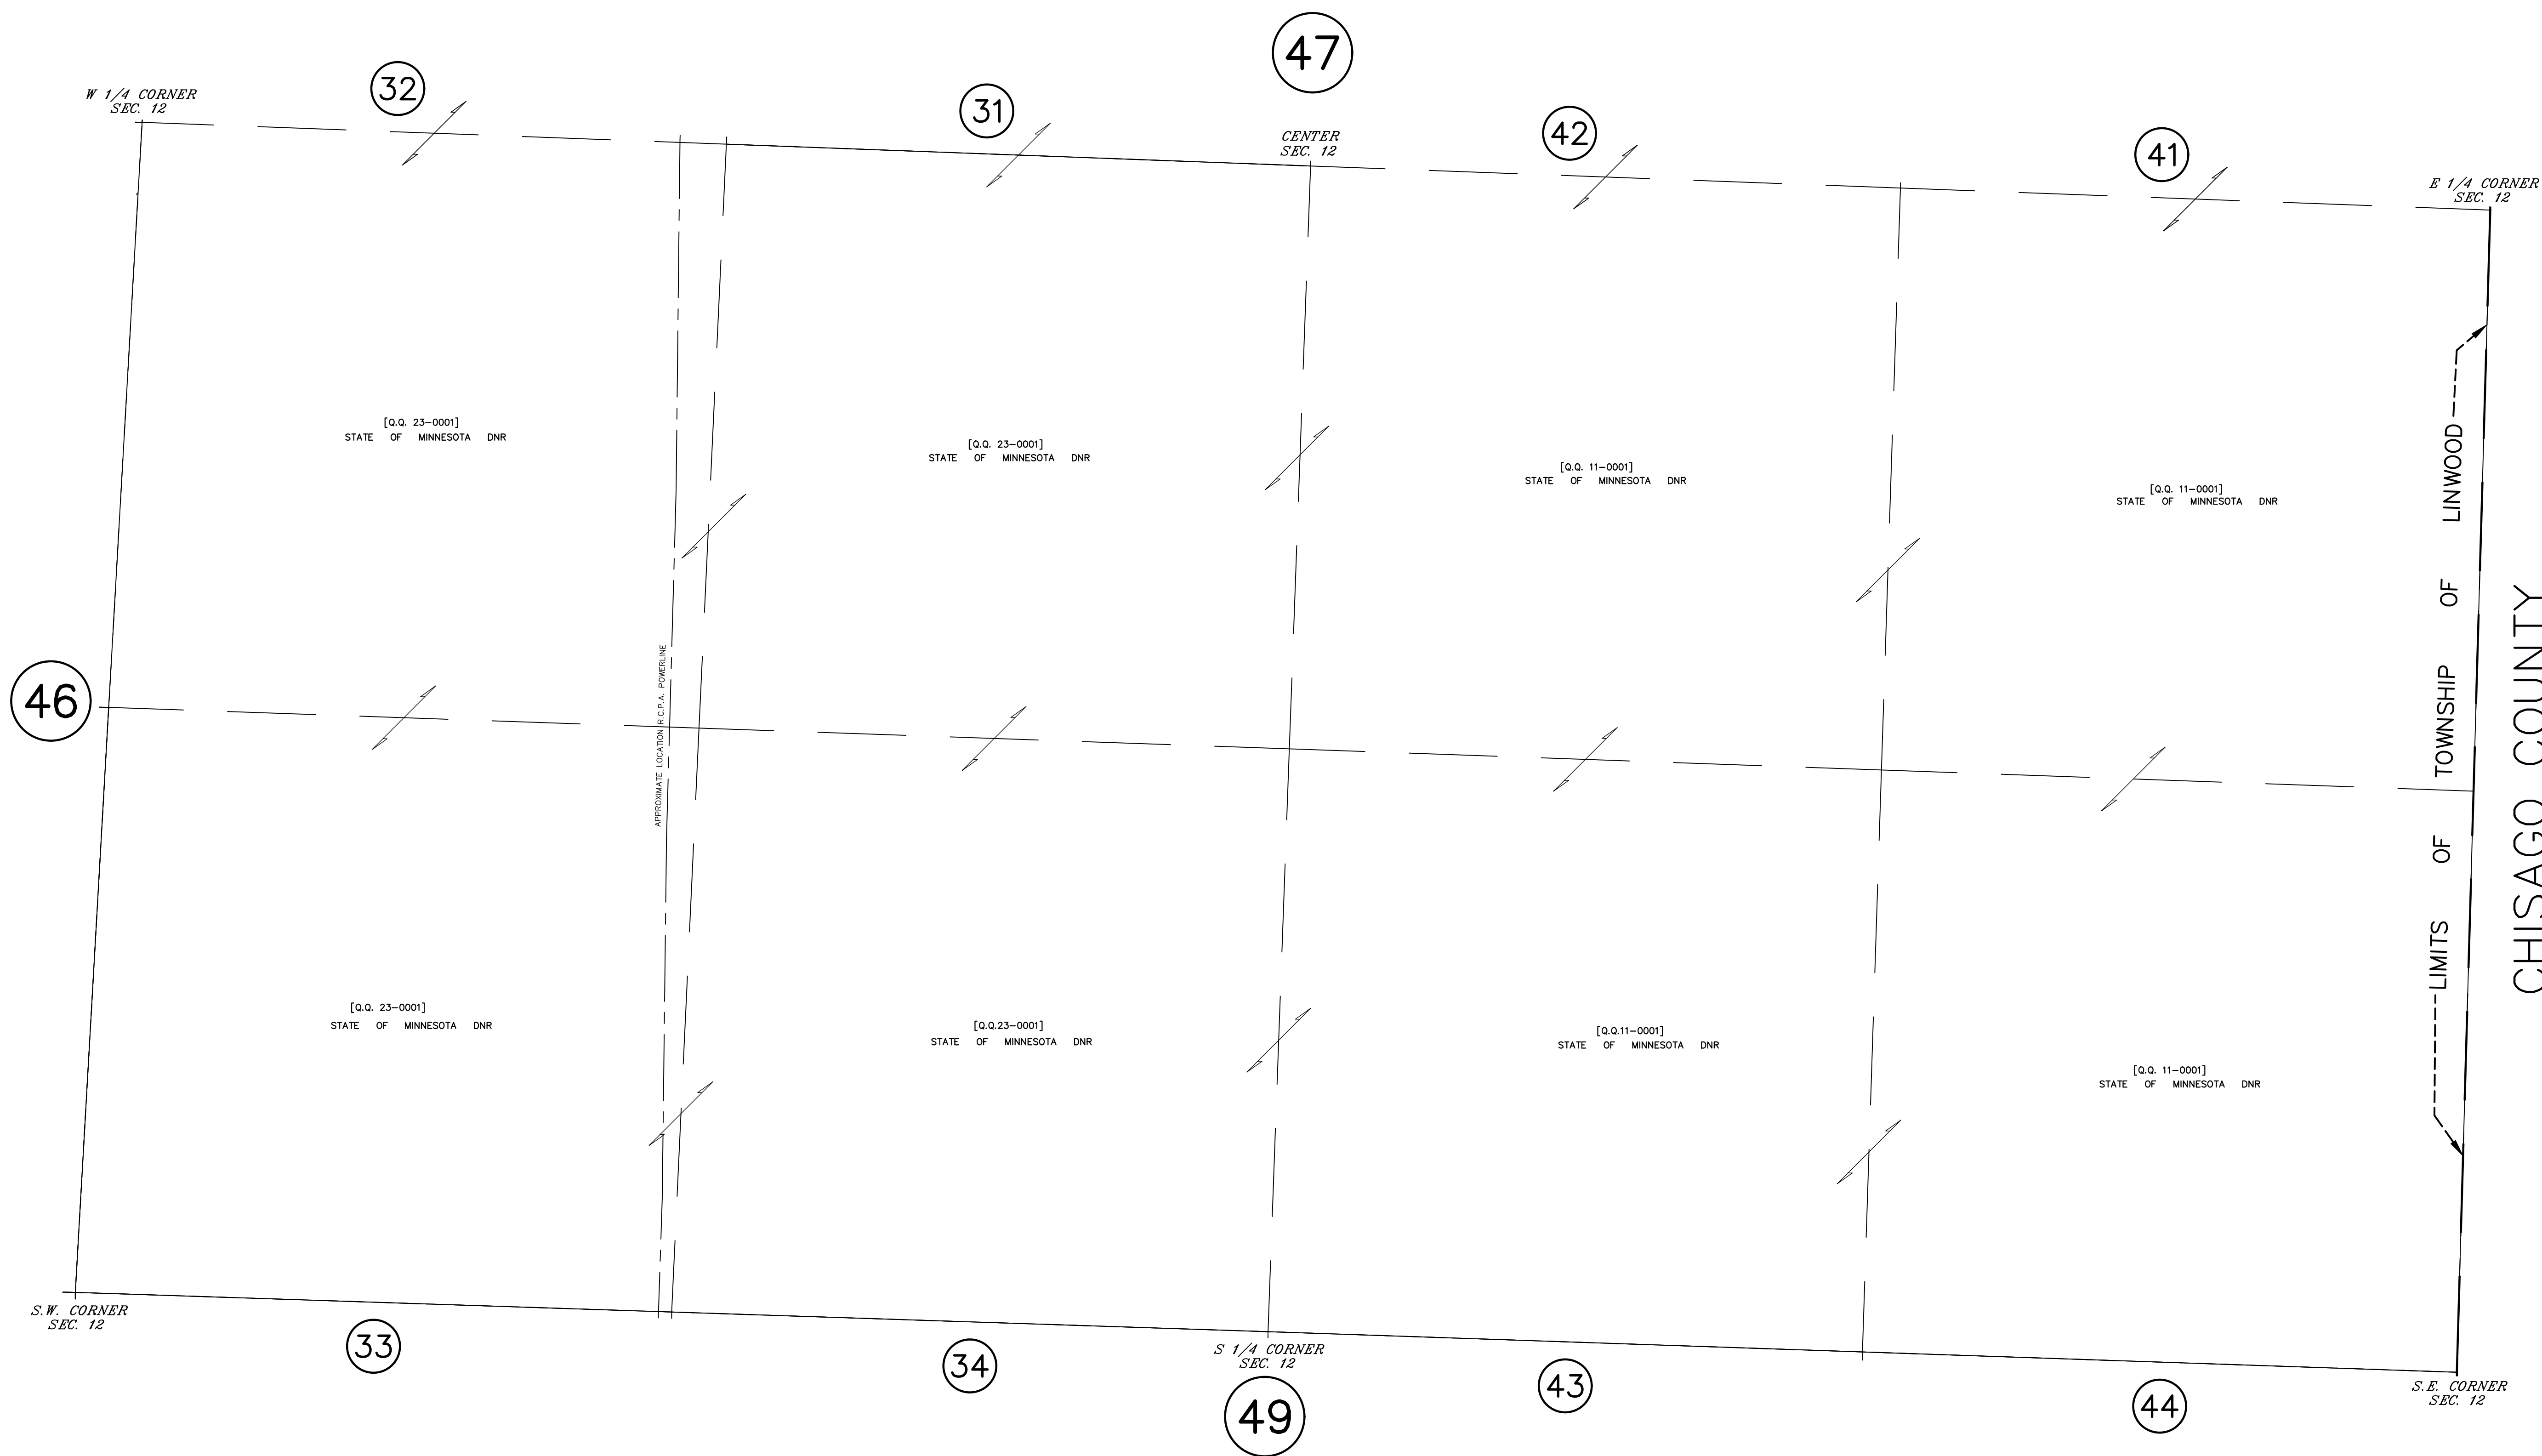 47
32
W 1/4 CORNER
SEC. 12
31
42
CENTER
SEC. 12
41
E 1/4 CORNER
SEC. 12
[Q.Q. 23-0001]
STATE OF MINNESOTA DNR
[Q.Q. 23-0001]
STATE OF MINNESOTA DNR
[Q.Q. 11-0001]
STATE OF MINNESOTA DNR
[Q.Q. 11-0001]
STATE OF MINNESOTA DNR
46
APPROXIMATE LOCATION R.C.P.A. POWERLINE
LIMITS OF TOWNSHIP OF LINWOOD
CHISAGO COUNTY
[Q.Q. 23-0001]
STATE OF MINNESOTA DNR
[Q.Q.23-0001]
STATE OF MINNESOTA DNR
[Q.Q.11-0001]
STATE OF MINNESOTA DNR
[Q.Q. 11-0001]
STATE OF MINNESOTA DNR
S.W. CORNER
SEC. 12
33
34
S 1/4 CORNER
SEC. 12
43
49
44
S.E. CORNER
SEC. 12